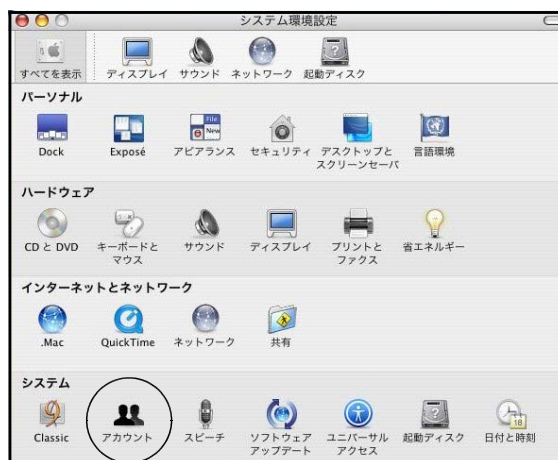 システム環境設定
すべてを表示 ディスプレイ サウンド ネットワーク 起動ディスク
パーソナル
Dock Exposé アピアランス セキュリティ デスクトップと スクリーンセーバ 言語環境
ハードウェア
CD と DVD キーボードと マウス サウンド ディスプレイ プリントと ファクス 省エネルギー
インターネットとネットワーク
.Mac QuickTime ネットワーク 共有
システム
Classic アカウント スピーチ ソフトウェア アップデート ユニバーサル アクセス 起動ディスク 日付と時刻